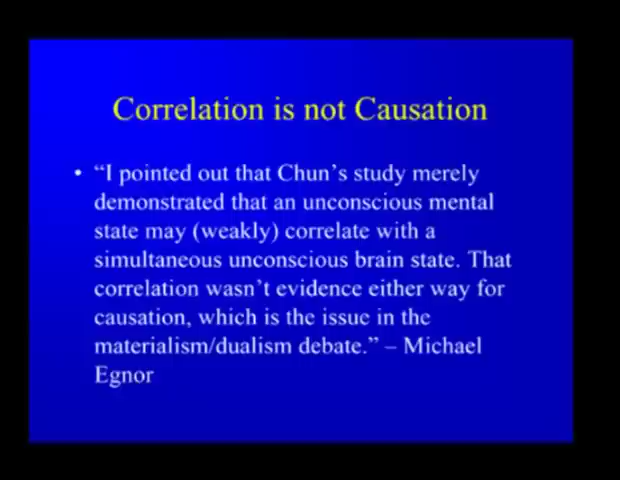 Correlation is not Causation
• “I pointed out that Chun’s study merely
demonstrated that an unconscious mental
state may (weakly) correlate with a
simultaneous unconscious brain state. That
correlation wasn’t evidence either way for
causation, which is the issue in the
materialism/dualism debate.” – Michael
Egnor